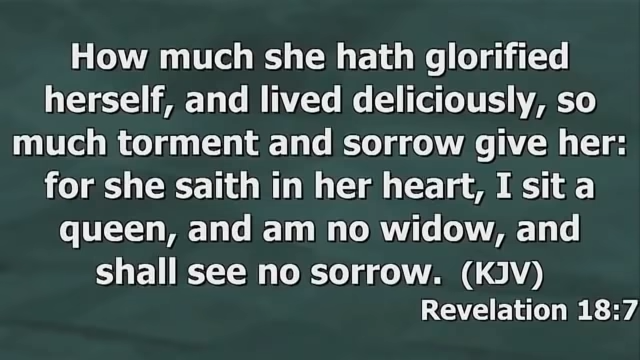 How much she hath glorified
herself, and lived deliciously, so
much torment and sorrow give her:
for she saith in her heart, I sit a
queen, and am no widow, and
shall see no sorrow. (KJV)
Revelation 18:7